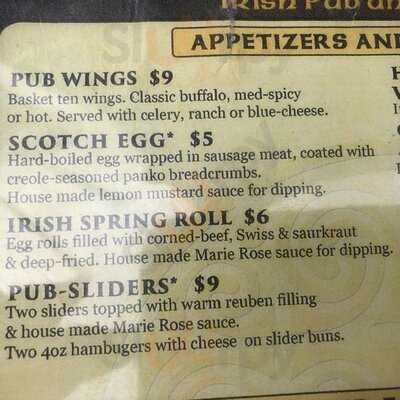 Irish Pub an
APPETIZERS AND
PUB WINGS $9
Basket ten wings. Classic buffalo, med-spicy
or hot. Served with celery, ranch or blue-cheese.
SCOTCH EGG* $5
Hard-boiled egg wrapped in sausage meat, coated with
creole-seasoned panko breadcrumbs.
House made lemon mustard sauce for dipping.
IRISH SPRING ROLL $6
Egg rolls filled with corned-beef, Swiss & saurkraut
& deep-fried. House made Marie Rose sauce for dipping.
PUB-SLIDERS* $9
Two sliders topped with warm reuben filling
& house made Marie Rose sauce.
Two 4oz hambugers with cheese on slider buns.